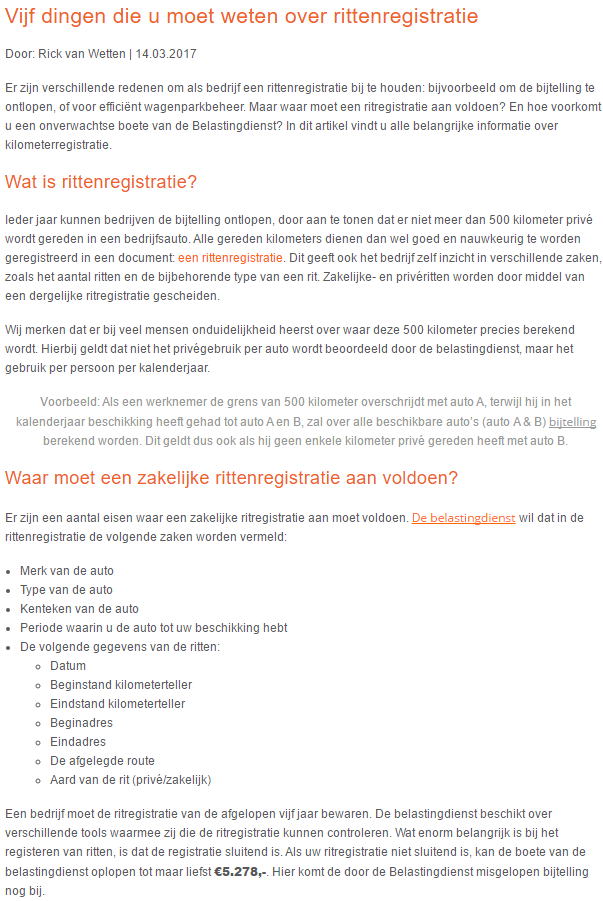 Vijf dingen die u moet weten over rittenregistratie
Door: Rick van Wetten | 14.03.2017
Er zijn verschillende redenen om als bedrijf een rittenregistratie bij te houden: bijvoorbeeld om de bijtelling te
ontlopen, of voor efficiënt wagenparkbeheer. Maar waar moet een ritregistratie aan voldoen? En hoe voorkomt
u een onverwachtse boete van de Belastingdienst? In dit artikel vindt u alle belangrijke informatie over
kilometerregistratie.
Wat is rittenregistratie?
Ieder jaar kunnen bedrijven de bijtelling ontlopen, door aan te tonen dat er niet meer dan 500 kilometer privé
wordt gereden in een bedrijfsauto. Alle gereden kilometers dienen dan wel goed en nauwkeurig te worden
geregistreerd in een document: een rittenregistratie. Dit geeft ook het bedrijf zelf inzicht in verschillende zaken,
zoals het aantal ritten en de bijbehorende type van een rit. Zakelijke- en privéritten worden door middel van
een dergelijke ritregistratie gescheiden.
Wij merken dat er bij veel mensen onduidelijkheid heerst over waar deze 500 kilometer precies berekend
wordt. Hierbij geldt dat niet het privégebruik per auto wordt beoordeeld door de belastingdienst, maar het
gebruik per persoon per kalenderjaar.
Voorbeeld: Als een werknemer de grens van 500 kilometer overschrijdt met auto A, terwijl hij in het
kalenderjaar beschikking heeft gehad tot auto A en B, zal over alle beschikbare auto's (auto A & B) bijtelling
berekend worden. Dit geldt dus ook als hij geen enkele kilometer privé gereden heeft met auto B.
Waar moet een zakelijke rittenregistratie aan voldoen?
Er zijn een aantal eisen waar een zakelijke ritregistratie aan moet voldoen. De belastingdienst wil dat in de
rittenregistratie de volgende zaken worden vermeld:
• Merk van de auto
• Type van de auto
• Kenteken van de auto
• Periode waarin u de auto tot uw beschikking hebt
• De volgende gegevens van de ritten:
◦ Datum
◦ Beginstand kilometerteller
◦ Eindstand kilometerteller
◦ Beginadres
◦ Eindadres
◦ De afgelegde route
◦ Aard van de rit (privé/zakelijk)
Een bedrijf moet de ritregistratie van de afgelopen vijf jaar bewaren. De belastingdienst beschikt over
verschillende tools waarmee zij die de ritregistratie kunnen controleren. Wat enorm belangrijk is bij het
registeren van ritten, is dat de registratie sluitend is. Als uw ritregistratie niet sluitend is, kan de boete van de
belastingdienst oplopen tot maar liefst €5.278,-. Hier komt de door de Belastingdienst misgelopen bijtelling
nog bij.